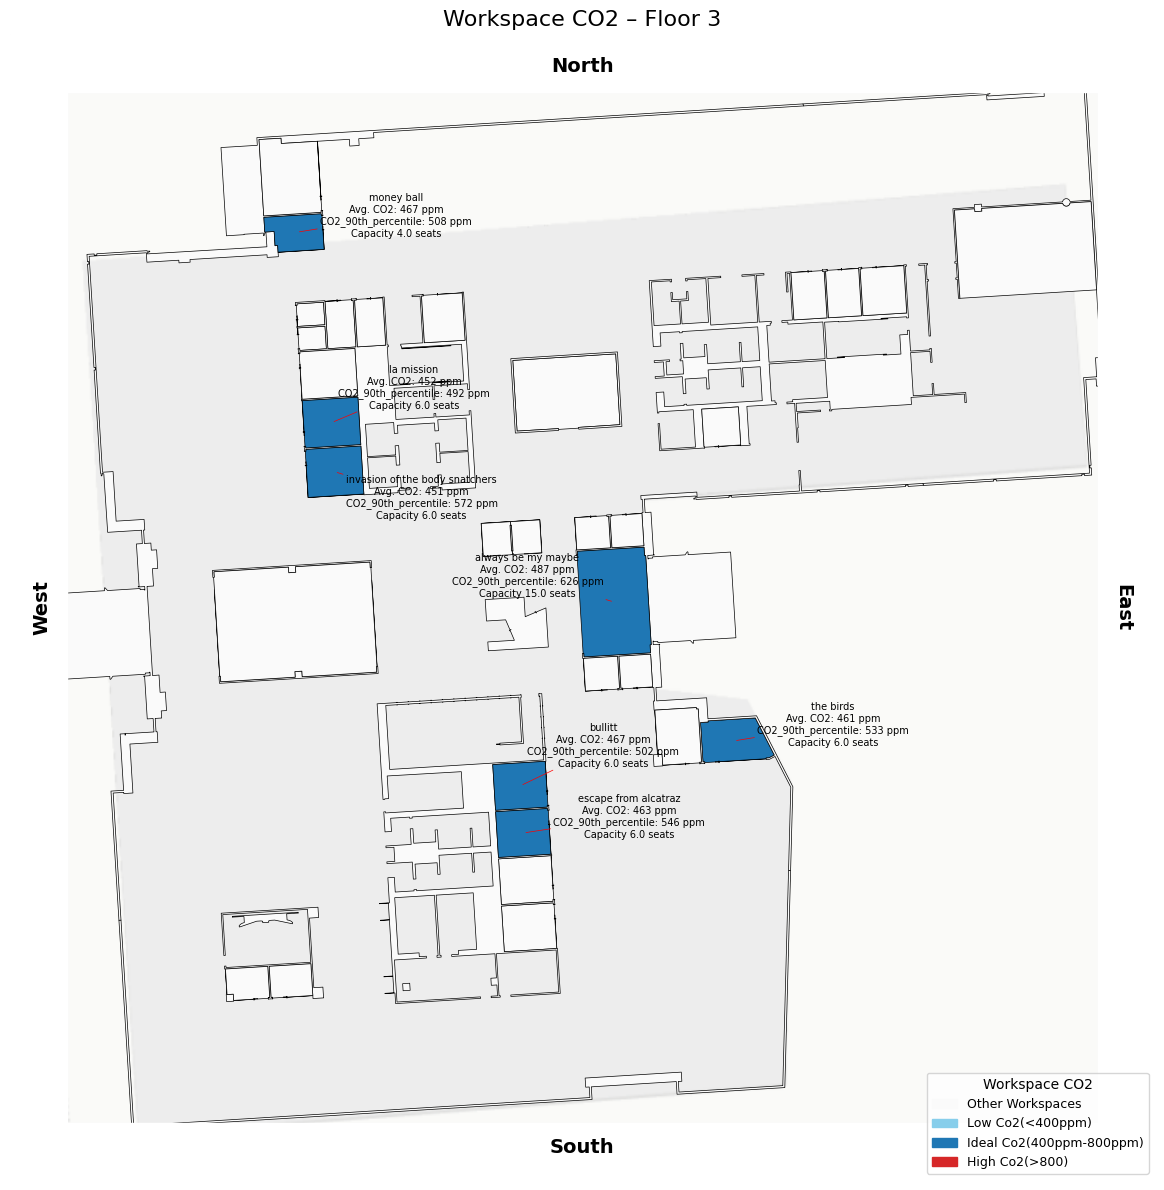 Workspace CO2 – Floor 3
North
money ball
Avg. CO2: 467 ppm
CO2_90th_percentile: 508 ppm
Capacity 4.0 seats
la mission
Avg. CO2: 452 ppm
CO2_90th_percentile: 492 ppm
Capacity 6.0 seats
invasion of the body snatchers
Avg. CO2: 451 ppm
CO2_90th_percentile: 572 ppm
Capacity 6.0 seats
always be my maybe
Avg. CO2: 487 ppm
CO2_90th_percentile: 626 ppm
Capacity 15.0 seats
West
East
the birds
Avg. CO2: 461 ppm
CO2_90th_percentile: 533 ppm
Capacity 6.0 seats
bullitt
Avg. CO2: 467 ppm
CO2_90th_percentile: 502 ppm
Capacity 6.0 seats
escape from alcatraz
Avg. CO2: 463 ppm
CO2_90th_percentile: 546 ppm
Capacity 6.0 seats
Workspace CO2
Other Workspaces
Low Co2(<400ppm)
Ideal Co2(400ppm-800ppm)
High Co2(>800)
South